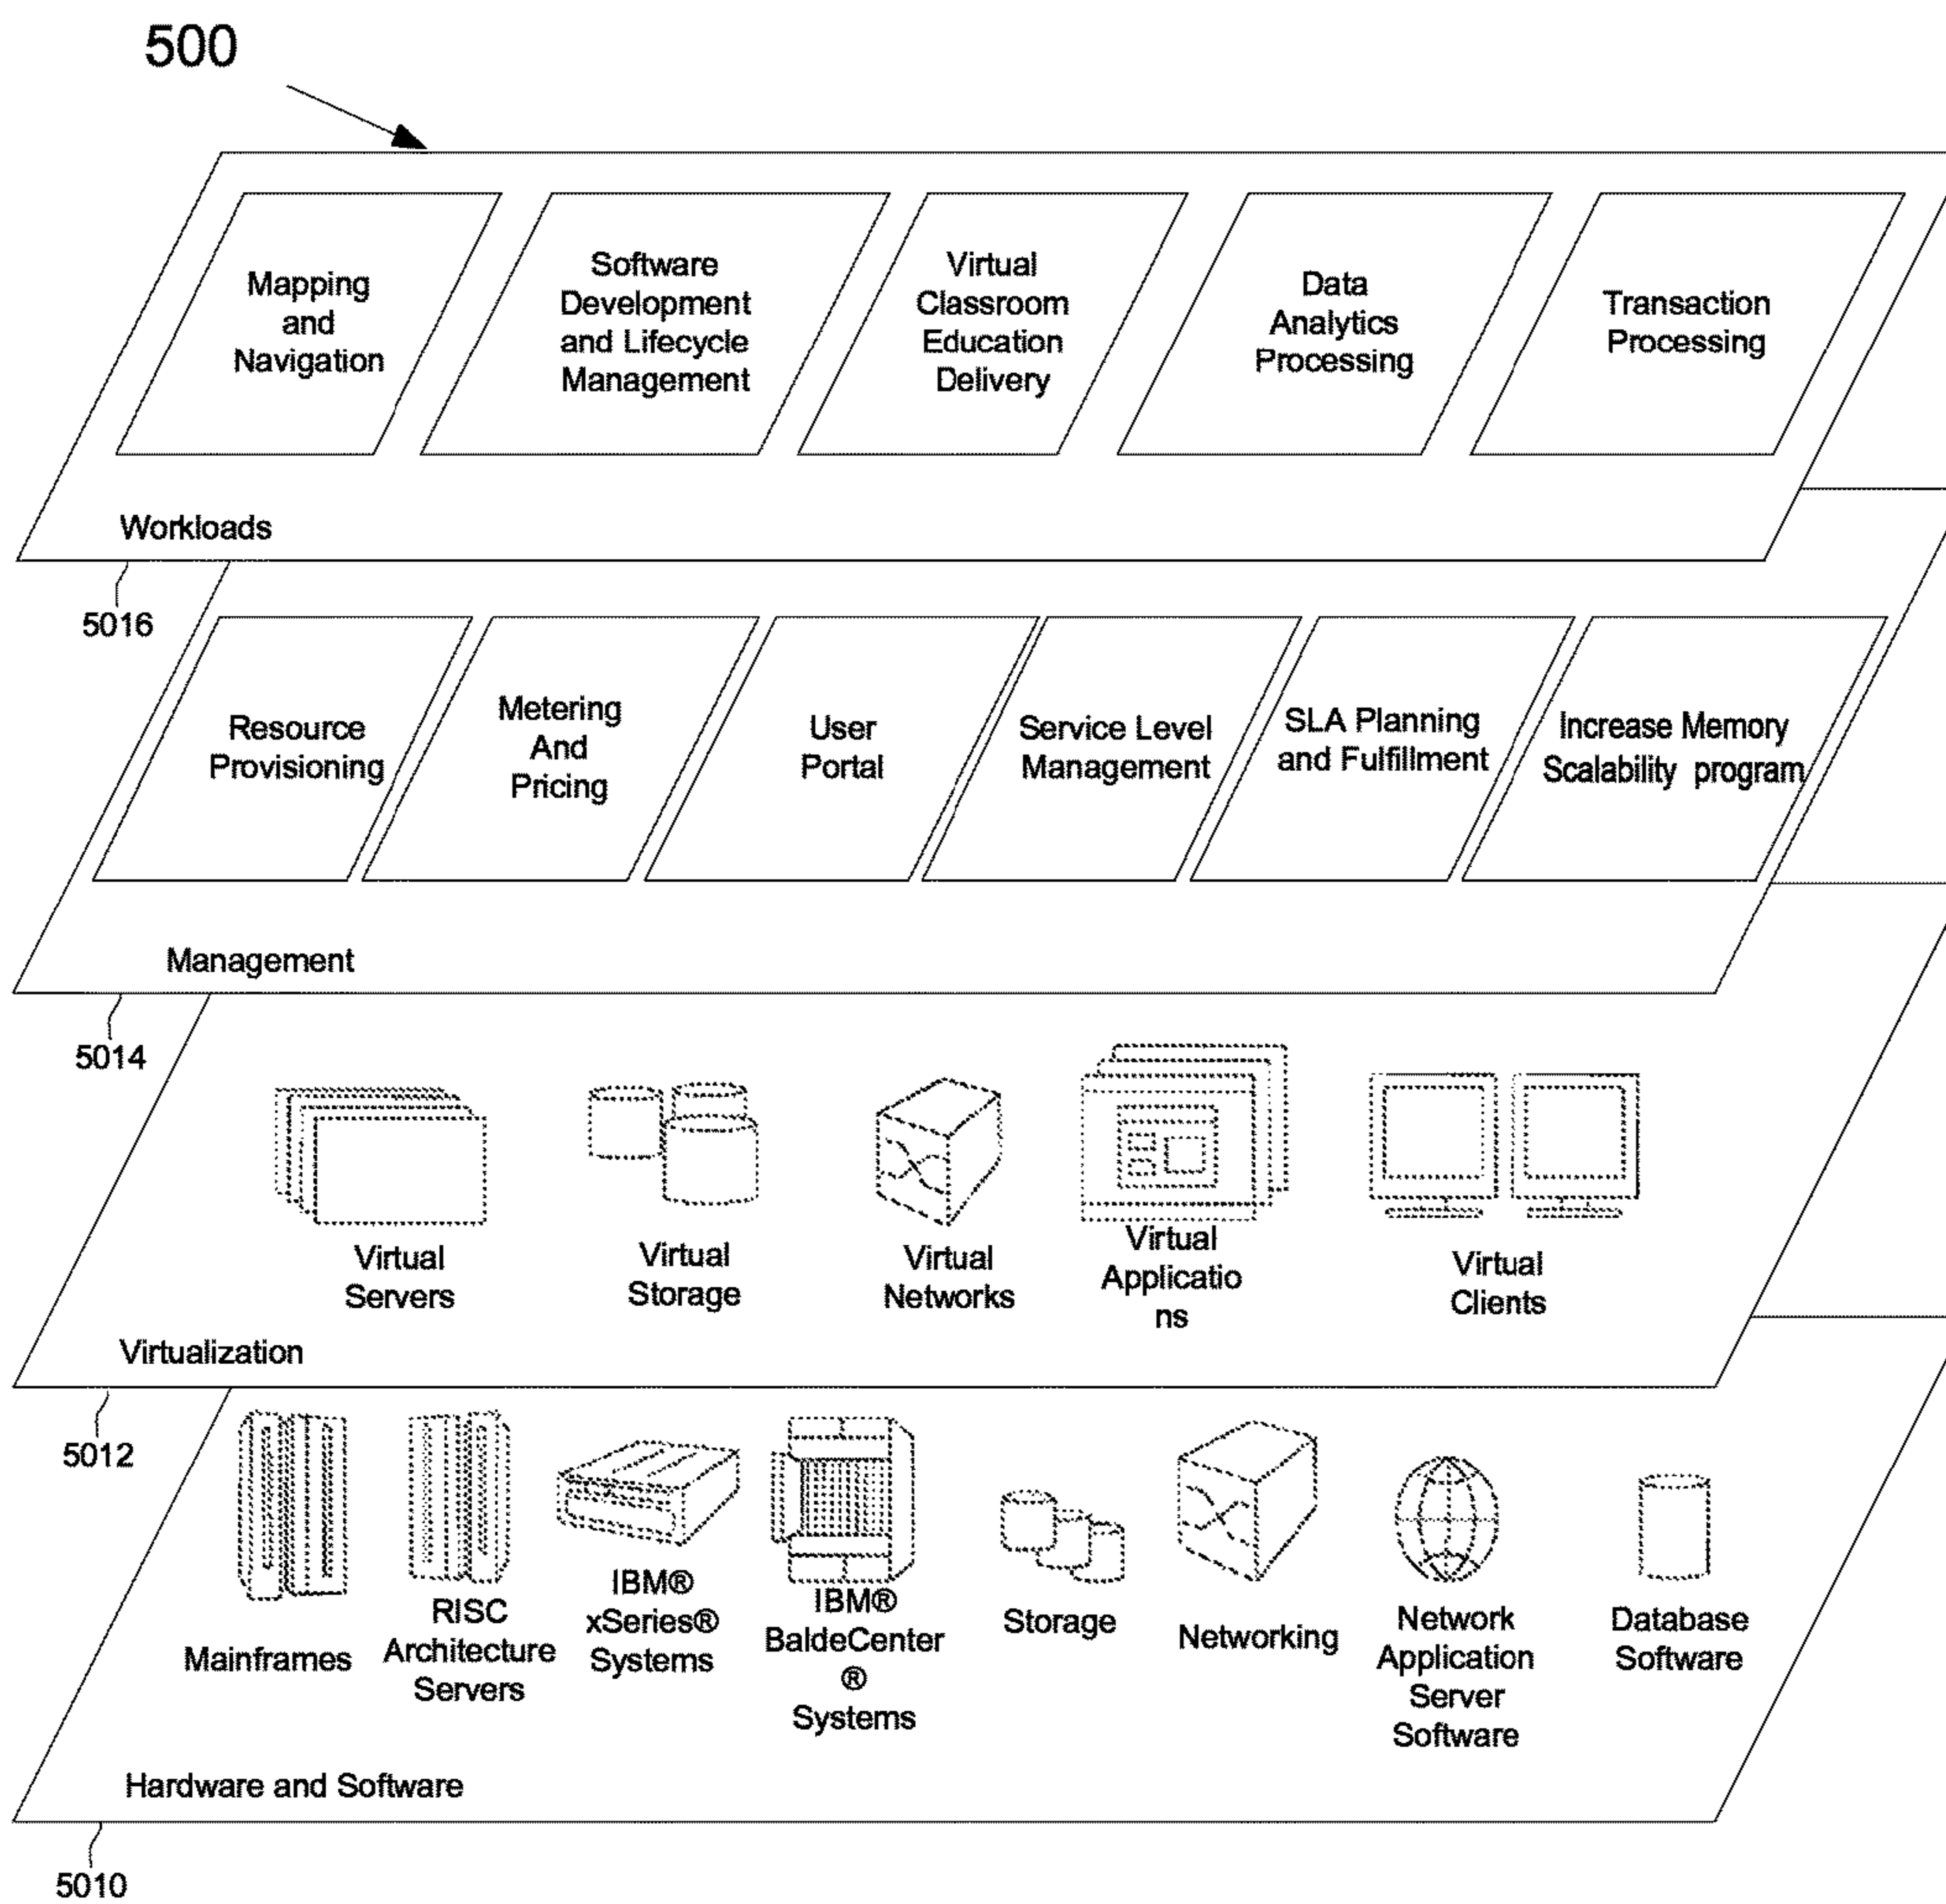 500
Mapping
and
Navigation
Software
Development
and Lifecycle
Management
Virtual
Classroom
Education
Delivery
Data
Analytics
Processing
Transaction
Processing
Workloads
5016
Resource
Provisioning
Metering
And
Pricing
User
Portal
Service Level
Management
SLA Planning
and Fulfillment
Increase Memory
Scalability program
Management
5014
Virtual
Servers
Virtual
Storage
Virtual
Networks
Virtual
Applicatio
ns
Virtual
Clients
Virtualization
5012
Mainframes
RISC
Architecture
Servers
IBM®
xSeries®
Systems
IBM®
BaldeCenter
®
Systems
Storage
Networking
Network
Application
Server
Software
Database
Software
Hardware and Software
5010